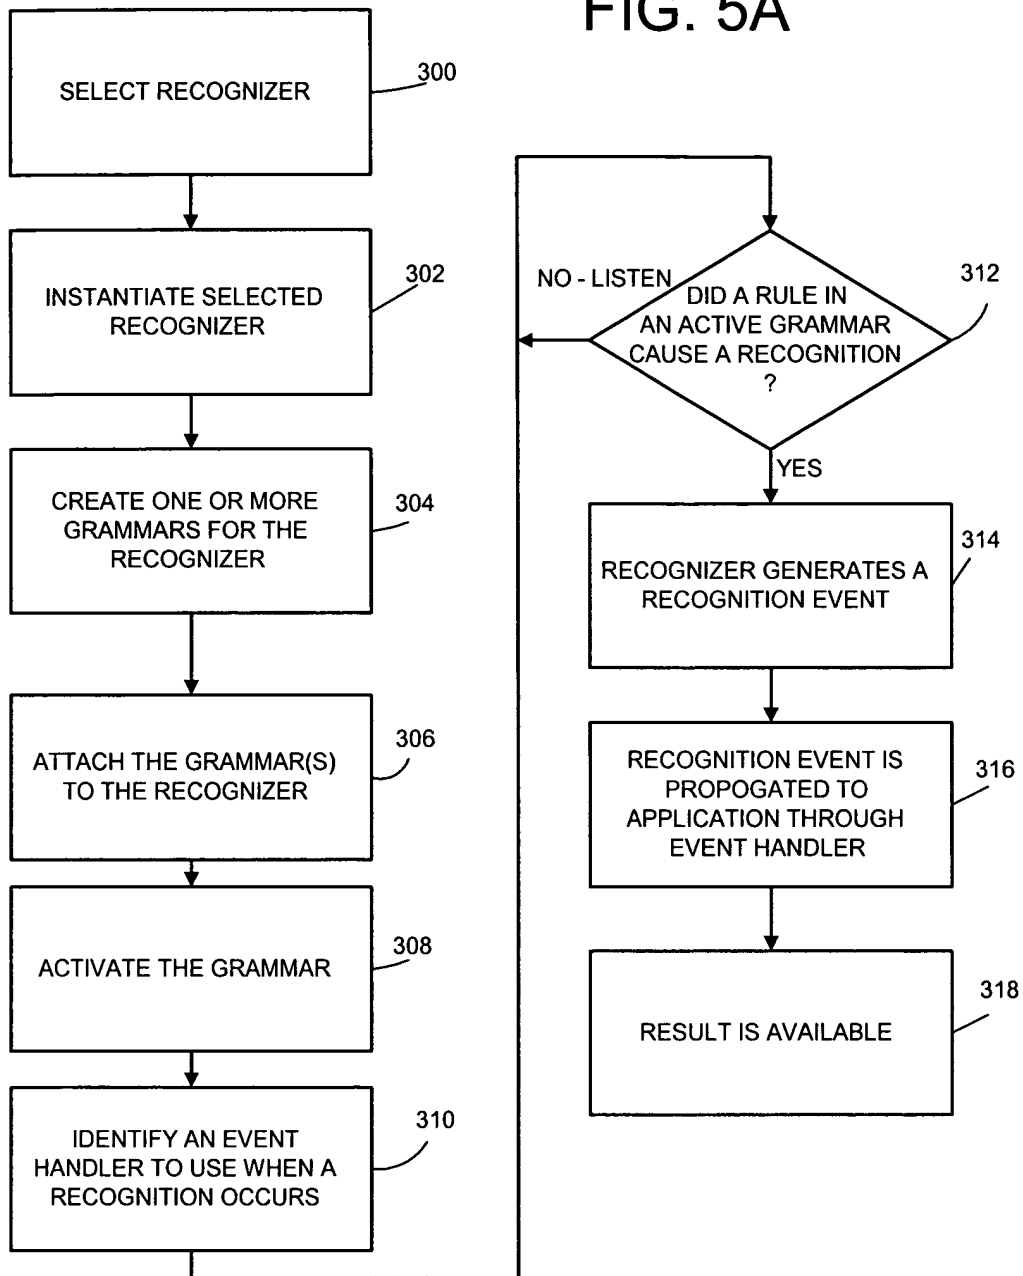 FIG. 5A
SELECT RECOGNIZER
300
INSTANTIATE SELECTED
RECOGNIZER
302
CREATE ONE OR MORE
GRAMMARS FOR THE
RECOGNIZER
304
ATTACH THE GRAMMAR(S)
TO THE RECOGNIZER
306
ACTIVATE THE GRAMMAR
308
IDENTIFY AN EVENT
HANDLER TO USE WHEN A
RECOGNITION OCCURS
310
NO - LISTEN
DID A RULE IN
AN ACTIVE GRAMMAR
CAUSE A RECOGNITION
?
312
YES
RECOGNIZER GENERATES A
RECOGNITION EVENT
314
RECOGNITION EVENT IS
PROPOGATED TO
APPLICATION THROUGH
EVENT HANDLER
316
RESULT IS AVAILABLE
318